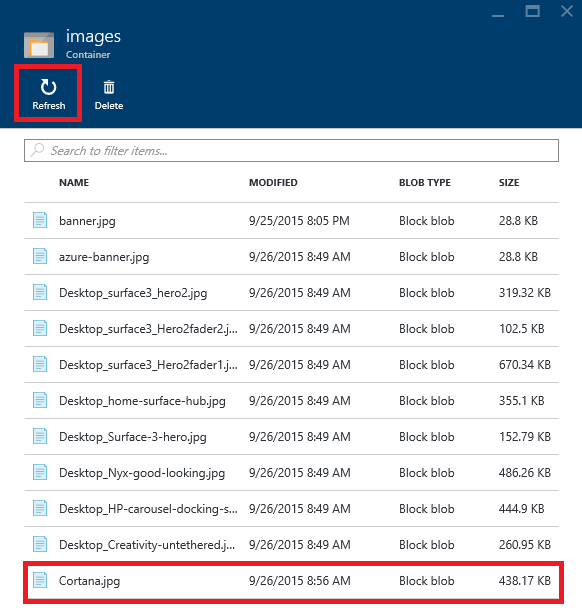 images
Container
Refresh Delete
Search to filter items...
NAME MODIFIED BLOB TYPE SIZE
banner.jpg 9/25/2015 8:05 PM Block blob 28.8 KB
azure-banner.jpg 9/26/2015 8:49 AM Block blob 28.8 KB
Desktop_surface3_hero2.jpg 9/26/2015 8:49 AM Block blob 319.32 KB
Desktop_surface3_Hero2fader2.j... 9/26/2015 8:49 AM Block blob 102.5 KB
Desktop_surface3_Hero2fader1.j... 9/26/2015 8:49 AM Block blob 670.34 KB
Desktop_home-surface-hub.jpg 9/26/2015 8:49 AM Block blob 355.1 KB
Desktop_Surface-3-hero.jpg 9/26/2015 8:49 AM Block blob 152.79 KB
Desktop_Nyx-good-looking.jpg 9/26/2015 8:49 AM Block blob 486.26 KB
Desktop_HP-carousel-docking-s... 9/26/2015 8:49 AM Block blob 444.9 KB
Desktop_Creativity-untethered.j... 9/26/2015 8:49 AM Block blob 260.95 KB
Cortana.jpg 9/26/2015 8:56 AM Block blob 438.17 KB